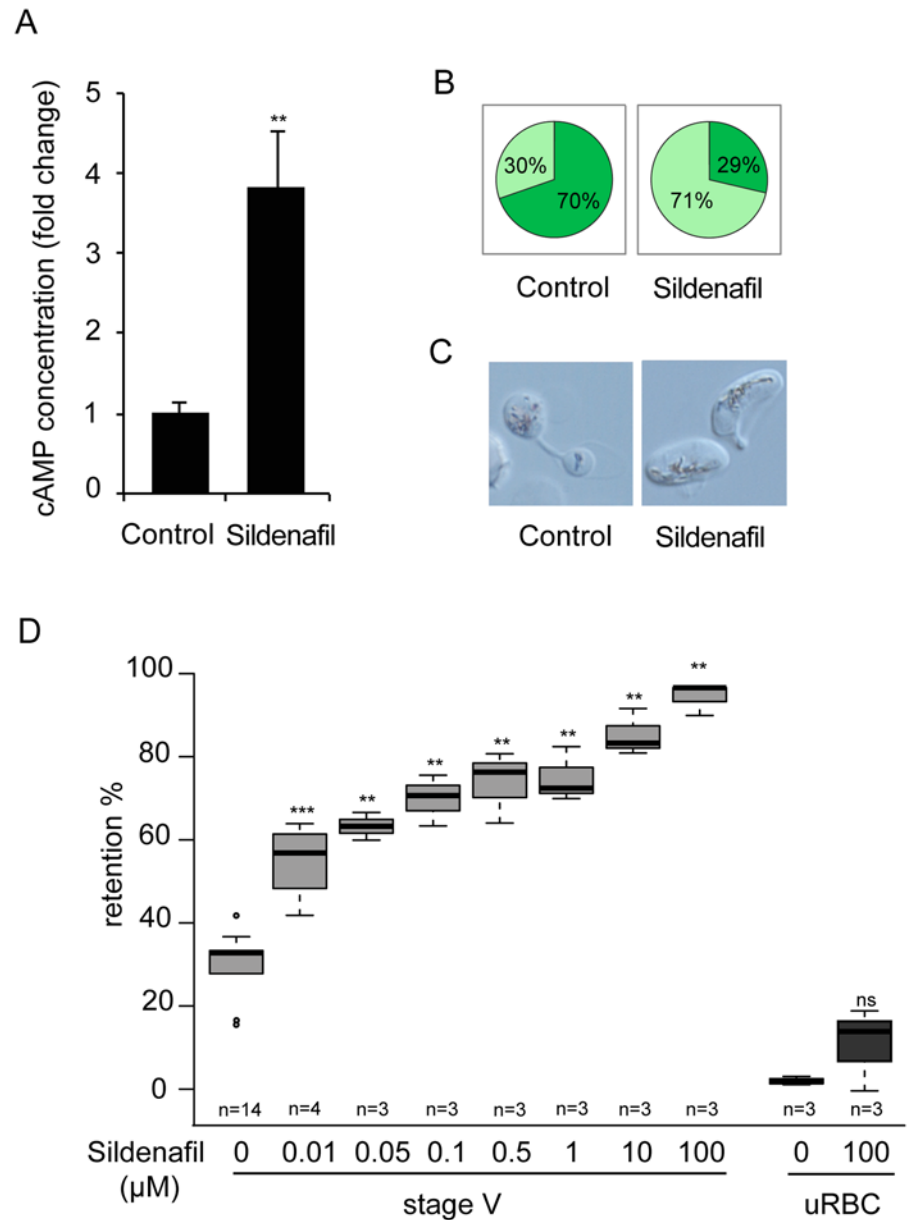 A
cAMP concentration (fold change)
5
4
3
2
1
0
**
Control Sildenafil
B
30%
70%
29%
71%
Control Sildenafil
C
Control Sildenafil
D
retention %
100
80
60
40
20
0
*** ** ** ** ** ** **
ns
n=14 n=4 n=3 n=3 n=3 n=3 n=3 n=3 n=3 n=3
Sildenafil (µM) 0 0.01 0.05 0.1 0.5 1 10 100 0 100
stage V uRBC